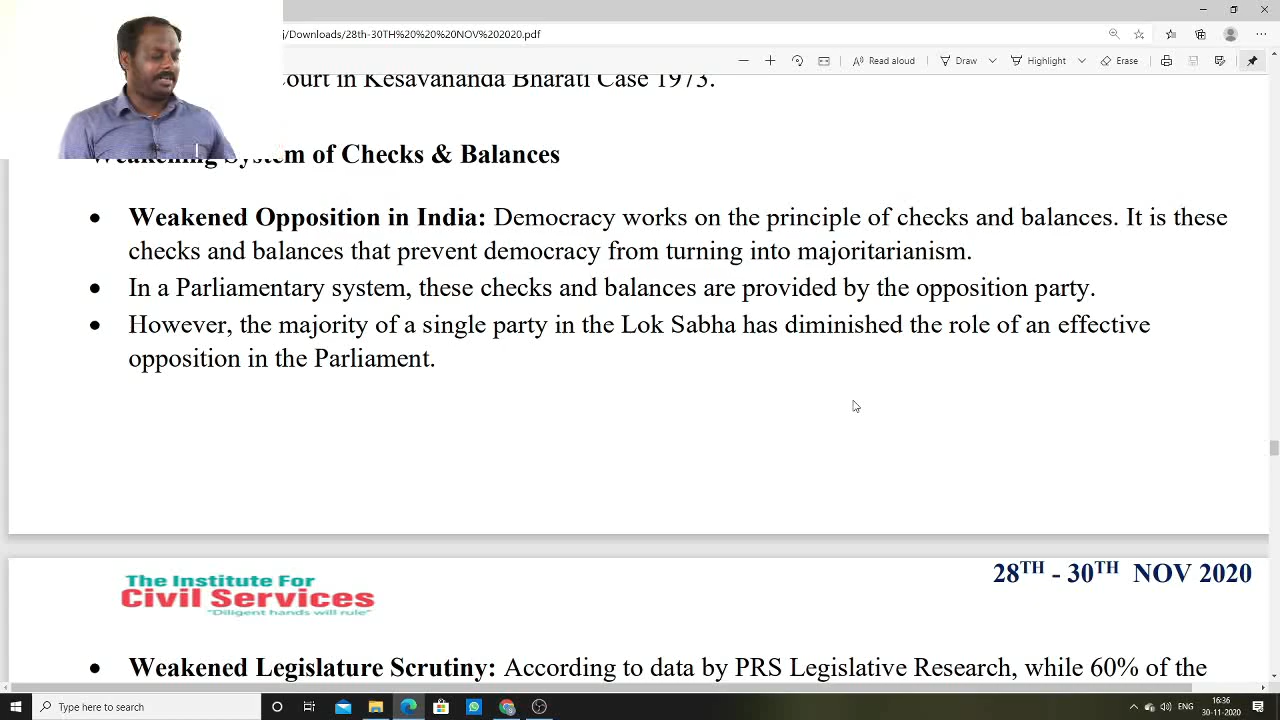 j/Downloads/28th-30TH%20%20%20NOV%202020.pdf
Read aloud
Draw
Highlight
Erase
Court in Kesavananda Bharati Case 1973.
Weakening System of Checks & Balances
• Weakened Opposition in India: Democracy works on the principle of checks and balances. It is these
checks and balances that prevent democracy from turning into majoritarianism.
• In a Parliamentary system, these checks and balances are provided by the opposition party.
• However, the majority of a single party in the Lok Sabha has diminished the role of an effective
opposition in the Parliament.
The Institute For
Civil Services
"Diligent hands will rule"
28TH - 30TH NOV 2020
• Weakened Legislature Scrutiny: According to data by PRS Legislative Research, while 60% of the
Type here to search
ENG
16:36
30-11-2020